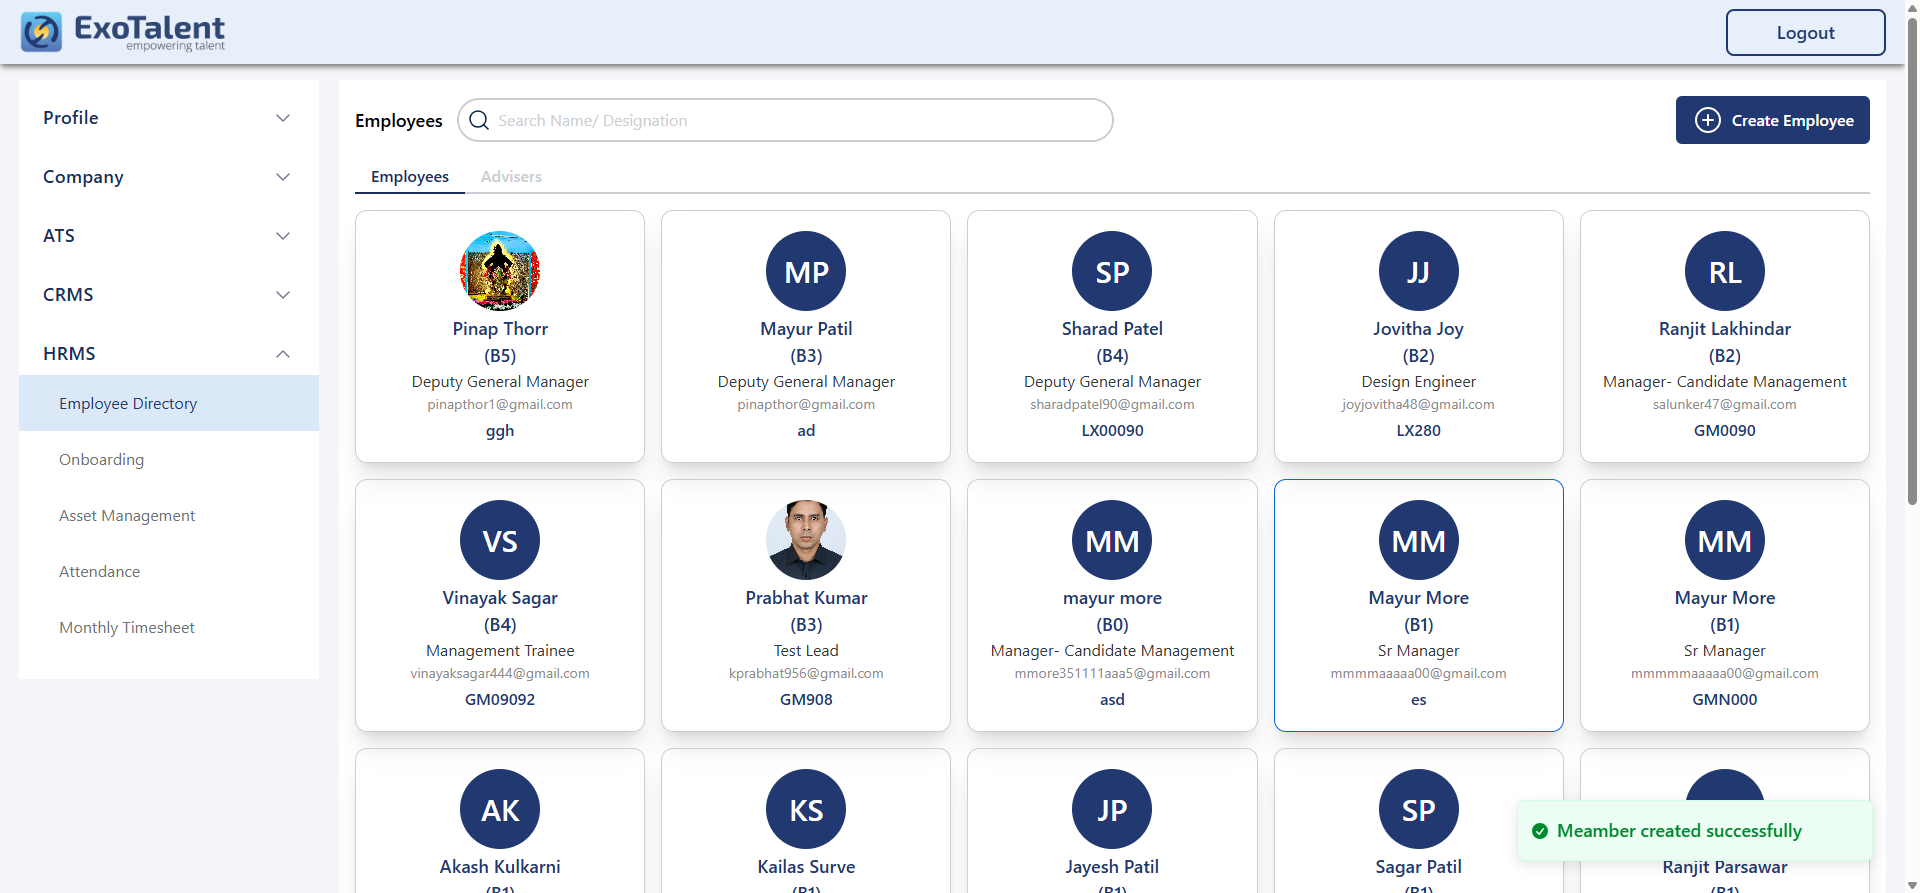 ExoTalent
empowering talent
Logout
Profile
Company
ATS
CRMS
HRMS
Employee Directory
Onboarding
Asset Management
Attendance
Monthly Timesheet
Employees
Search Name/ Designation
Create Employee
Employees
Advisers
Pinap Thorr
(B5)
Deputy General Manager
pinapthor1@gmail.com
ggh
MP
Mayur Patil
(B3)
Deputy General Manager
pinapthor@gmail.com
ad
SP
Sharad Patel
(B4)
Deputy General Manager
sharadpatel90@gmail.com
LX00090
JJ
Jovitha Joy
(B2)
Design Engineer
joyjovitha48@gmail.com
LX280
RL
Ranjit Lakhindar
(B2)
Manager- Candidate Management
salunker47@gmail.com
GM0090
VS
Vinayak Sagar
(B4)
Management Trainee
vinayaksagar444@gmail.com
GM09092
Prabhat Kumar
(B3)
Test Lead
kprabhat956@gmail.com
GM908
MM
mayur more
(B0)
Manager- Candidate Management
mmore351111aaa5@gmail.com
asd
MM
Mayur More
(B1)
Sr Manager
mmmmaaaaa00@gmail.com
es
MM
Mayur More
(B1)
Sr Manager
mmmmmaaaaa00@gmail.com
GMN000
AK
Akash Kulkarni
(B1)
KS
Kailas Surve
(B1)
JP
Jayesh Patil
(B1)
SP
Sagar Patil
(B1)
Ranjit Parsawar
(B1)
Meamber created successfully